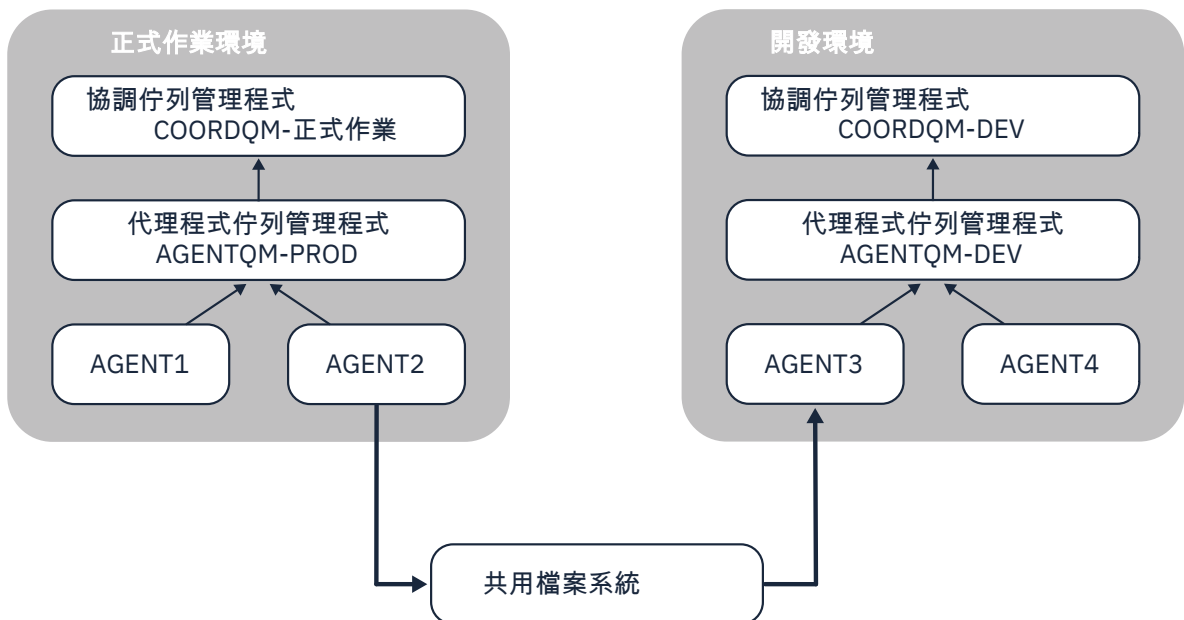 正式作業環境
協調佇列管理程式
COORDQM-正式作業
代理程式佇列管理程式
AGENTQM-PROD
AGENT1
AGENT2
開發環境
協調佇列管理程式
COORDQM-DEV
代理程式佇列管理程式
AGENTQM-DEV
AGENT3
AGENT4
共用檔案系統